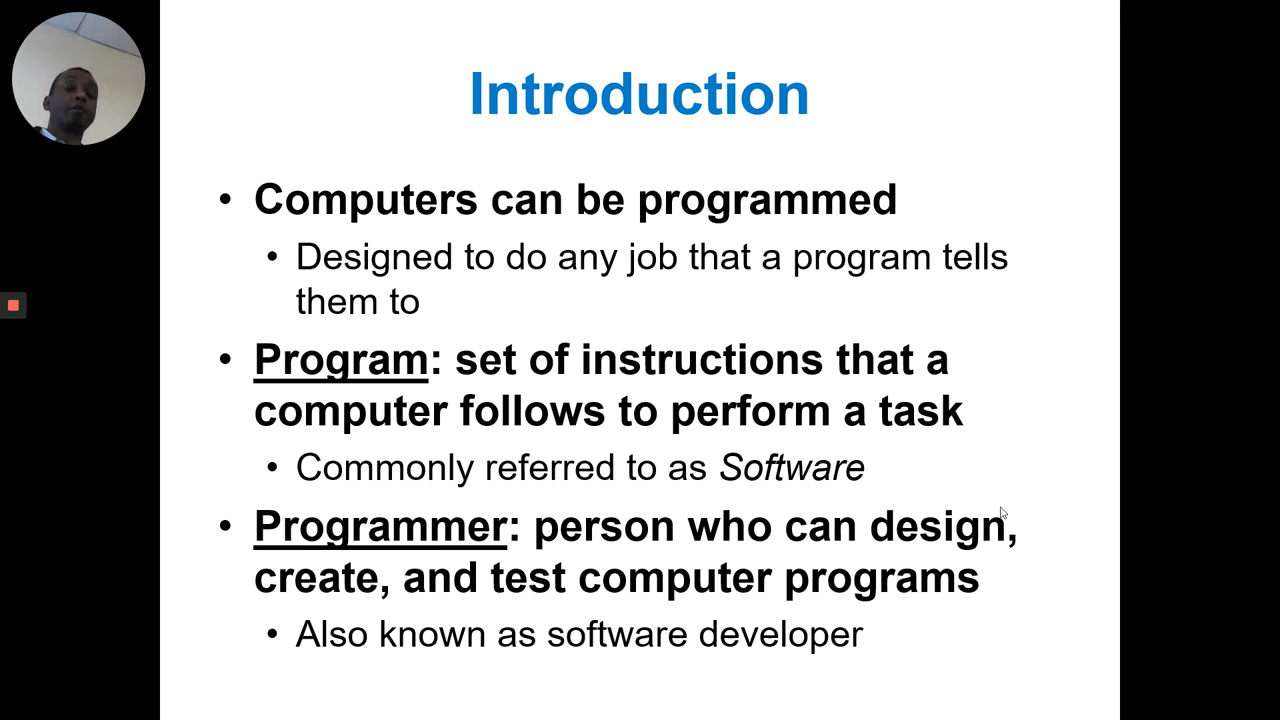 Introduction
• Computers can be programmed
• Designed to do any job that a program tells
them to
• Program: set of instructions that a
computer follows to perform a task
• Commonly referred to as Software
• Programmer: person who can design,
create, and test computer programs
• Also known as software developer